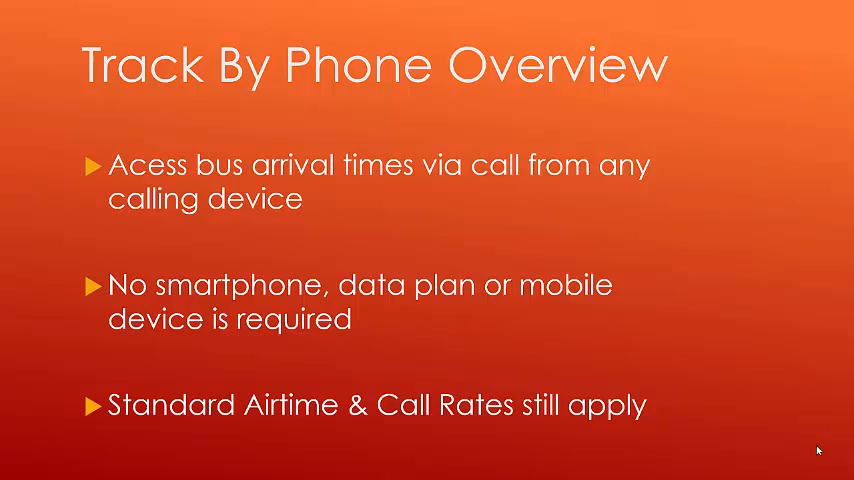 Track By Phone Overview
Acess bus arrival times via call from any
calling device
No smartphone, data plan or mobile
device is required
Standard Airtime & Call Rates still apply